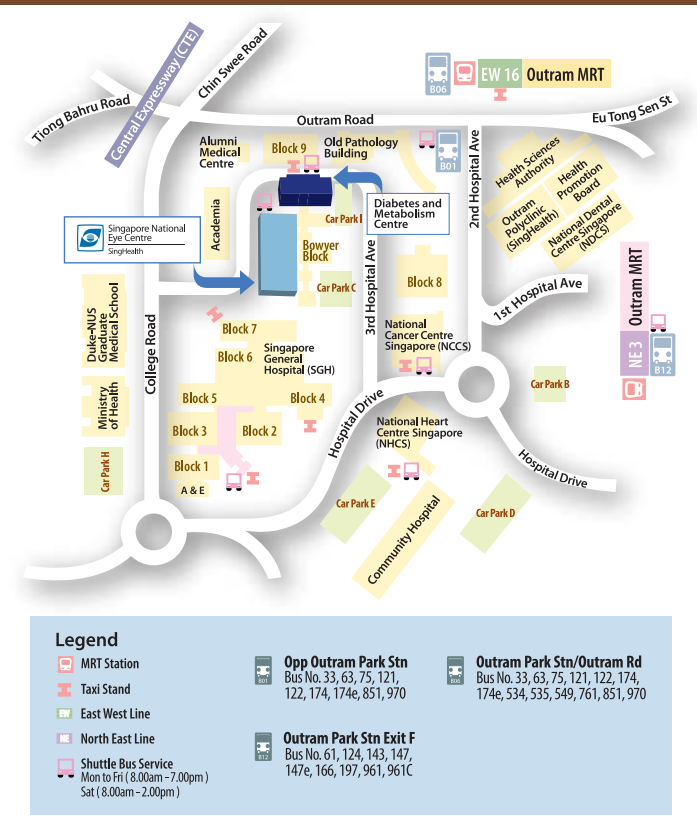 B06
EW 16
Outram MRT
Central Expressway (CTE)
Chin Swee Road
Tiong Bahru Road
Outram Road
Eu Tong Sen St
Alumni
Medical
Centre
Block 9
Old Pathology
Building
B01
2nd Hospital Ave
Health Sciences
Authority
Health
Promotion
Board
Outram
Polyclinic
(SingHealth)
National Dental
Centre Singapore
(NDCS)
Academia
Car Park I
Diabetes and
Metabolism
Centre
Singapore National
Eye Centre
SingHealth
Bowyer
Block
Car Park C
3rd Hospital Ave
Block 8
1st Hospital Ave
Outram MRT
NE 3
B12
Duke-NUS
Graduate
Medical School
College Road
Block 7
Block 6
Singapore
General
Hospital (SGH)
National
Cancer Centre
Singapore (NCCS)
Ministry
of Health
Block 5
Block 4
Car Park B
Block 3
Block 2
Hospital Drive
National Heart
Centre Singapore
(NHCS)
Block 1
A & E
Car Park H
Hospital Drive
Car Park E
Community Hospital
Car Park D
Legend
MRT Station
Taxi Stand
EW
East West Line
NE
North East Line
Shuttle Bus Service
Mon to Fri ( 8.00am – 7.00pm )
Sat ( 8.00am – 2.00pm )
B01
Opp Outram Park Stn
Bus No. 33, 63, 75, 121,
122, 174, 174e, 851, 970
B12
Outram Park Stn Exit F
Bus No. 61, 124, 143, 147,
147e, 166, 197, 961, 961C
B06
Outram Park Stn/Outram Rd
Bus No. 33, 63, 75, 121, 122, 174,
174e, 534, 535, 549, 761, 851, 970